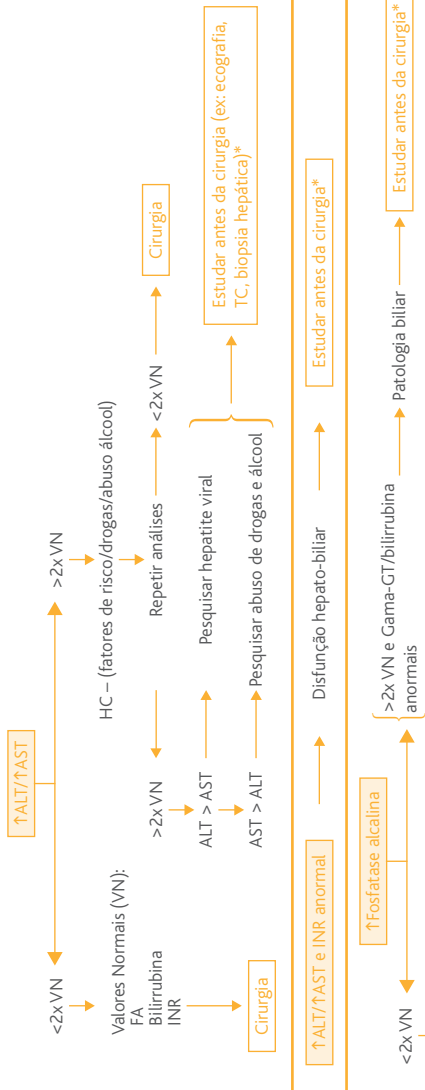 ↑ALT/↑AST
<2x VN
>2x VN
Valores Normais (VN):
FA
Bilirrubina
INR
Cirurgia
HC – (fatores de risco/drogas/abuso álcool)
Repetir análises
>2x VN
<2x VN
Cirurgia
ALT > AST
Pesquisar hepatite viral
AST > ALT
Pesquisar abuso de drogas e álcool
Estudar antes da cirurgia (ex: ecografia,
TC, biopsia hepática)*
↑ALT/↑AST e INR anormal
Disfunção hepato-biliar
Estudar antes da cirurgia*
↑Fosfatase alcalina
<2x VN
>2x VN e Gama-GT/bilirrubina
anormais
Patologia biliar
Estudar antes da cirurgia*